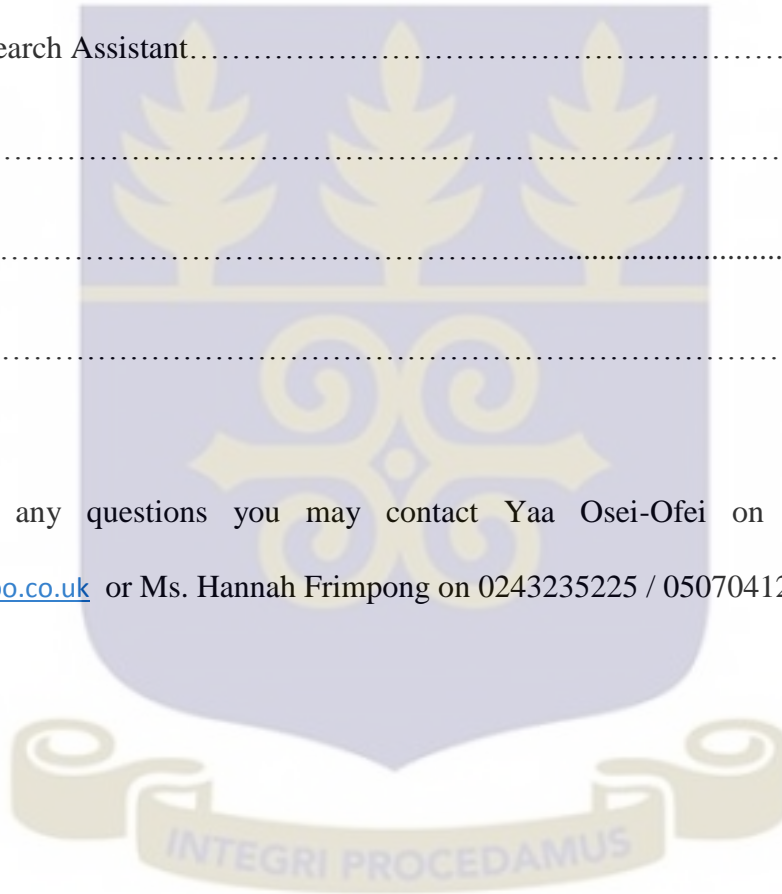 earch Assistant……………………………………………………………
……………………………………………………………………………
………………………………………………………...............................
……………………………………………………………………………
any questions you may contact Yaa Osei-Ofei on
oo.co.uk or Ms. Hannah Frimpong on 0243235225 / 05070412
INTEGRI PROCEDAMUS